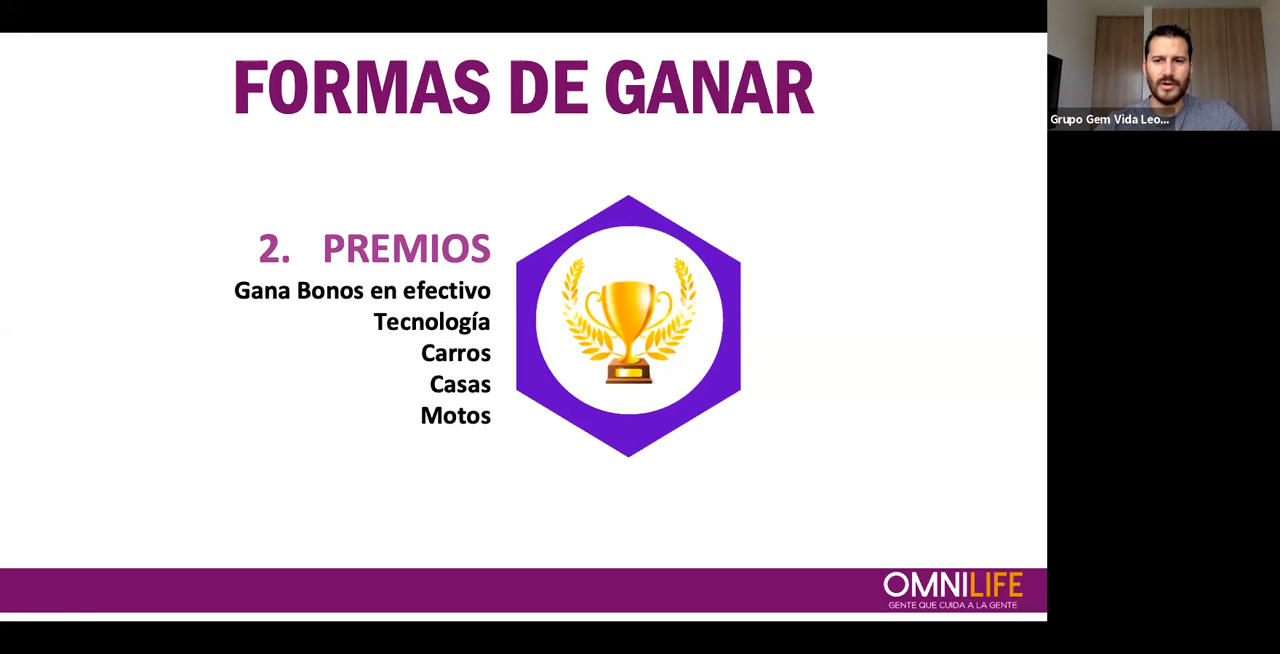 FORMAS DE GANAR
2. PREMIOS
Gana Bonos en efectivo
Tecnología
Carros
Casas
Motos
OMNILIFE
GENTE QUE CUIDA A LA GENTE
Grupo Gem Vida Leo...